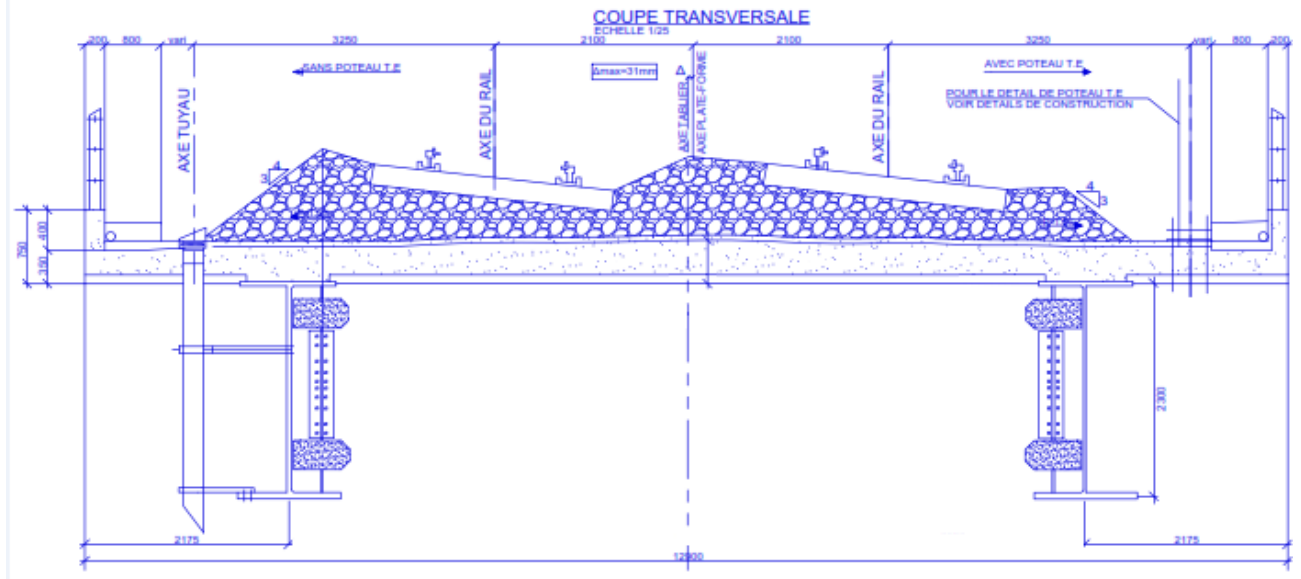 COUPE TRANSVERSALE
ECHELLE 1/25
200
800
vari
3250
2100
2100
3250
vari
800
200
SANS POTEAU T.E
Δmax=31mm
Δ
AVEC POTEAU T.E
POUR LE DETAIL DE POTEAU T.E
VOIR DETAILS DE CONSTRUCTION
AXE TUYAU
AXE DU RAIL
AXE TABLIER
AXE PLATE-FORME
AXE DU RAIL
4
3
4
3
750
400
350
2300
2175
2175
12900